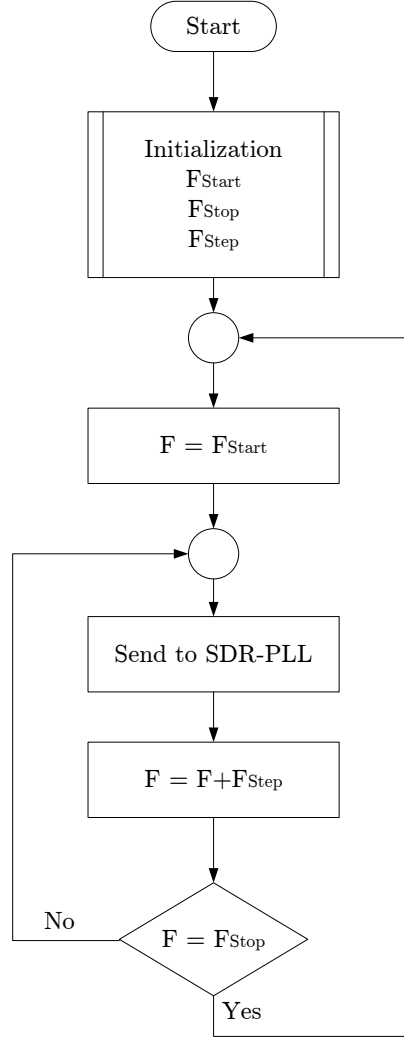 Start
Initialization
FStart
FStop
FStep
F = FStart
Send to SDR-PLL
F = F+FStep
F = FStop
No
Yes